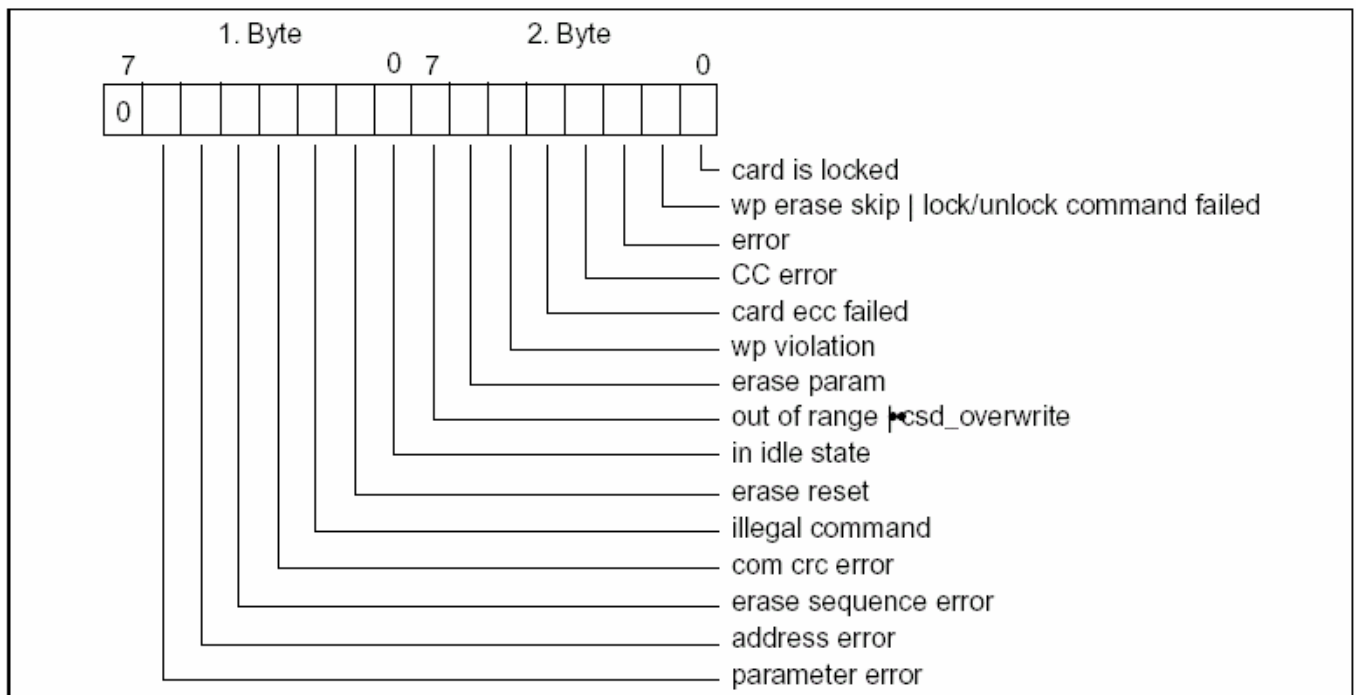 1. Byte 2. Byte
7 0 7 0
0
card is locked
wp erase skip | lock/unlock command failed
error
CC error
card ecc failed
wp violation
erase param
out of range | csd_overwrite
in idle state
erase reset
illegal command
com crc error
erase sequence error
address error
parameter error